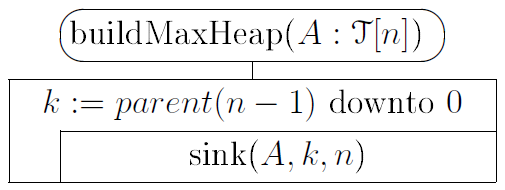 buildMaxHeap(A : 𝒯[n])
k := parent(n − 1) downto 0
sink(A, k, n)